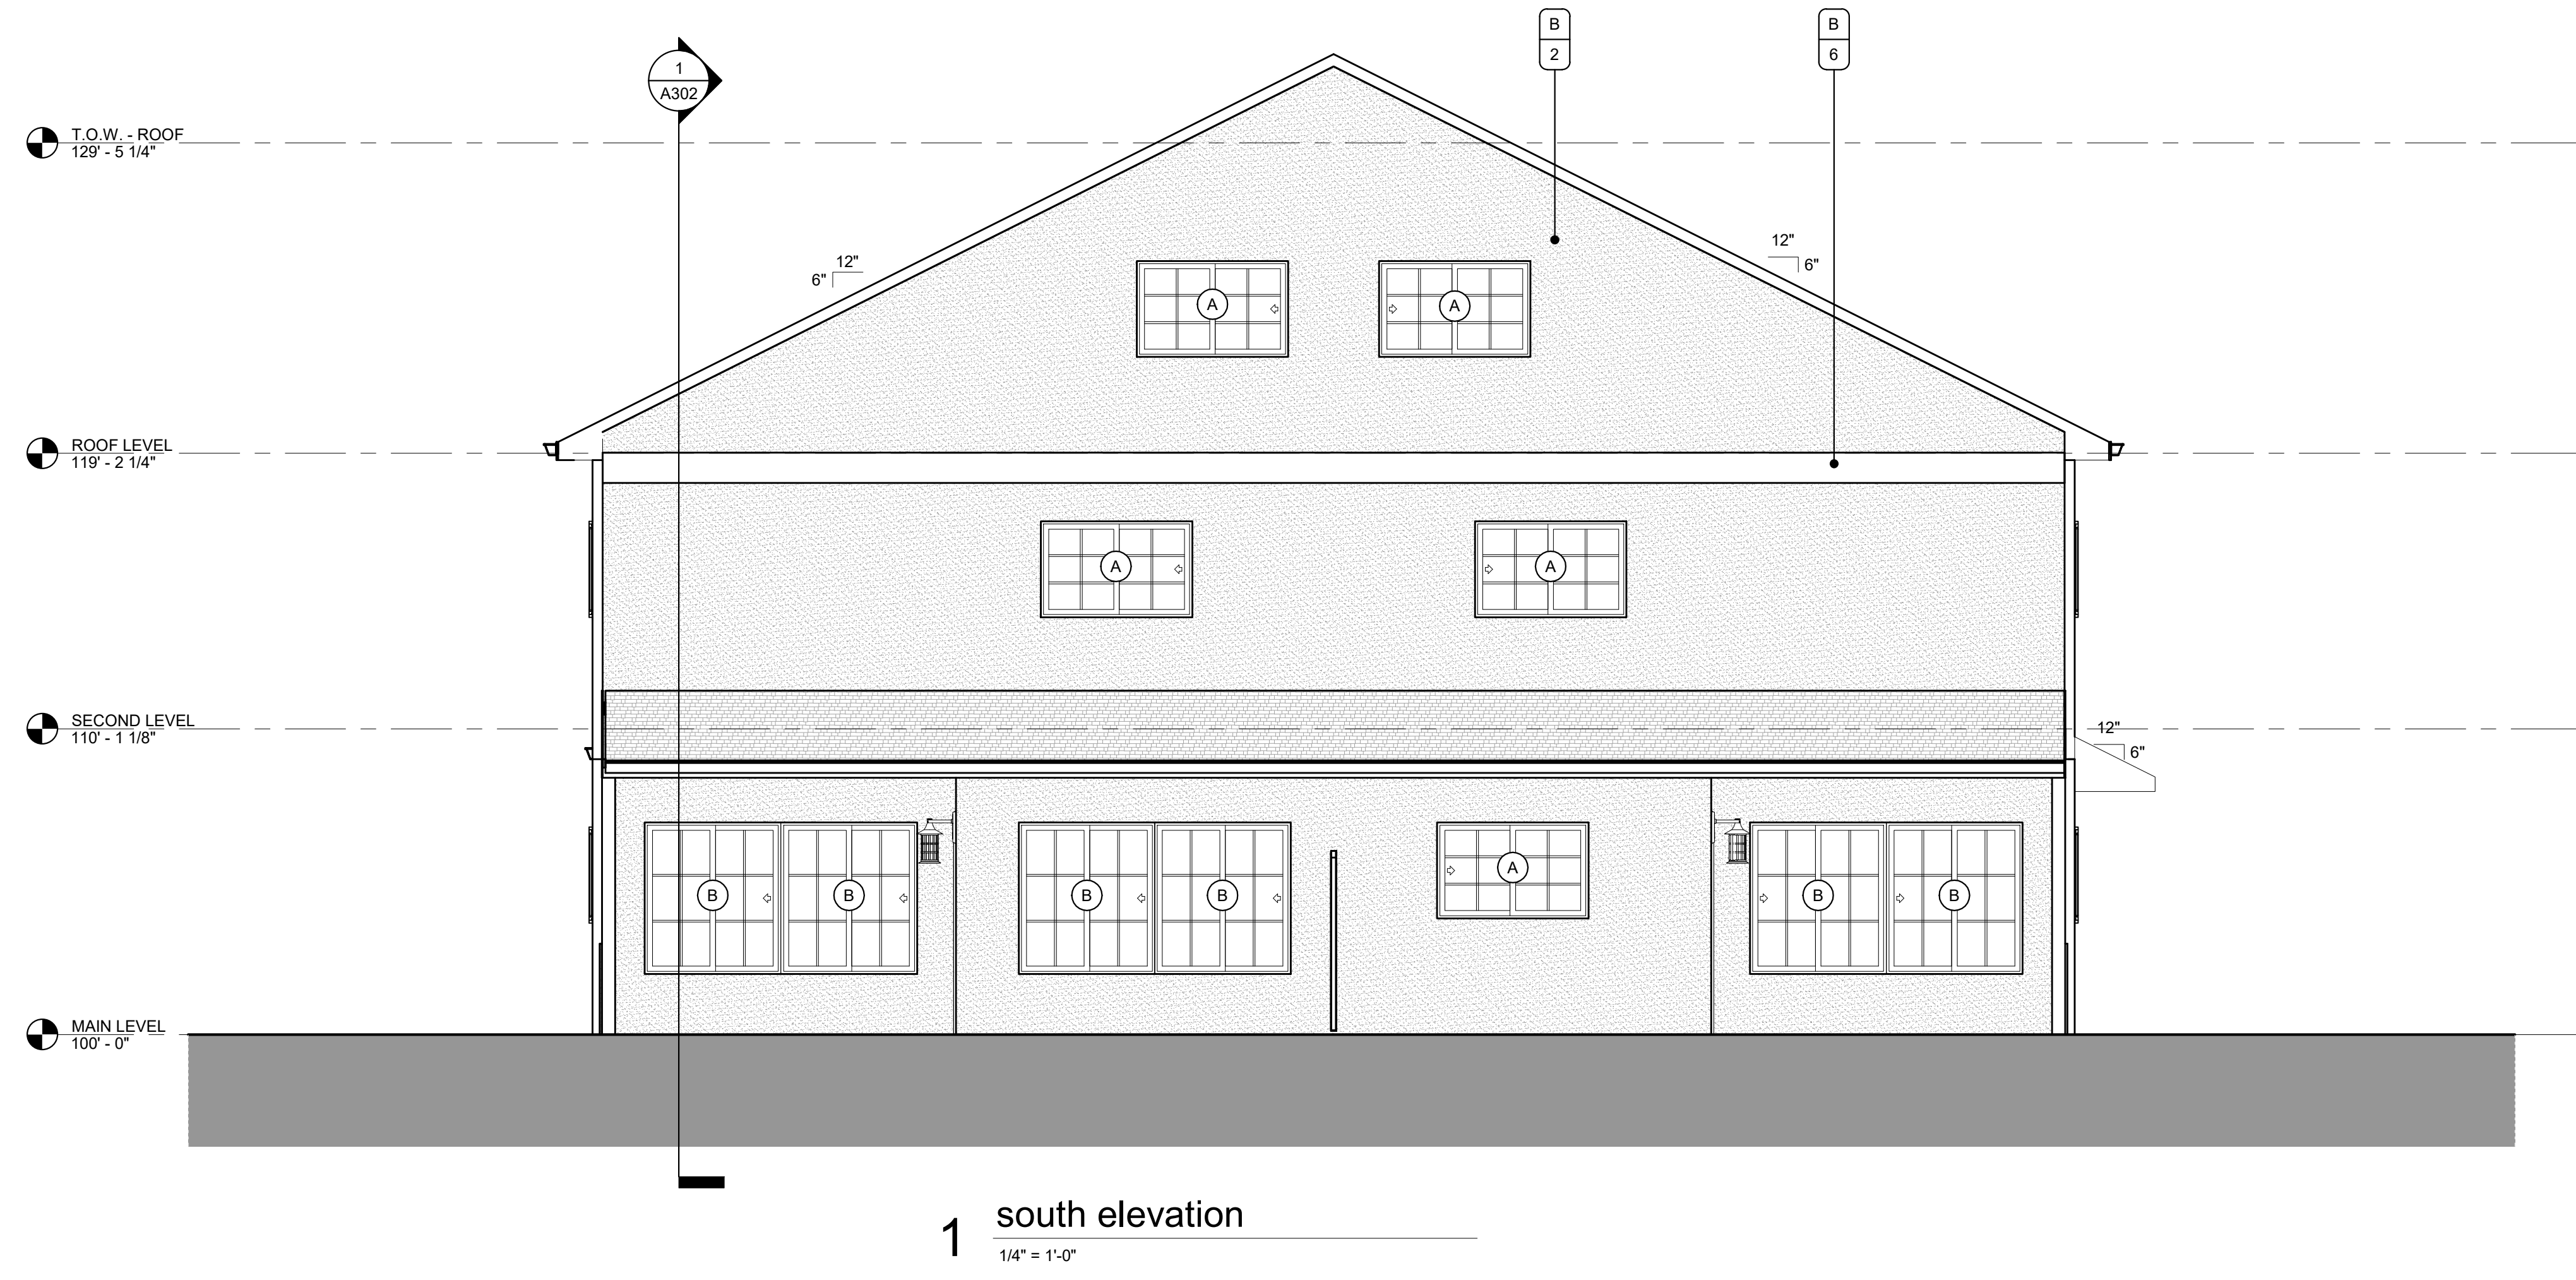 B
2
B
6
1
A302
T.O.W. - ROOF
129' - 5 1/4"
12"
6"
12"
6"
A
A
ROOF LEVEL
119' - 2 1/4"
A
A
SECOND LEVEL
110' - 1 1/8"
12"
6"
B
B
B
B
A
B
B
MAIN LEVEL
100' - 0"
1
south elevation
1/4" = 1'-0"